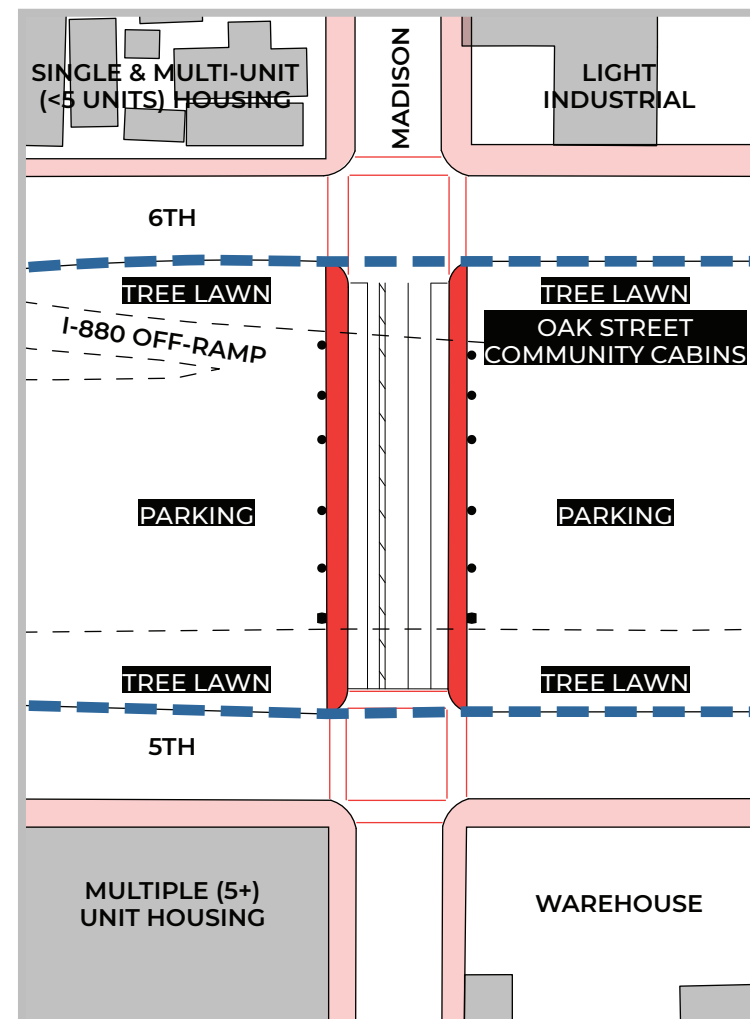 SINGLE & MULTI-UNIT
(<5 UNITS) HOUSING
MADISON
LIGHT
INDUSTRIAL
6TH
TREE LAWN
TREE LAWN
I-880 OFF-RAMP
OAK STREET
COMMUNITY CABINS
PARKING
PARKING
TREE LAWN
TREE LAWN
5TH
MULTIPLE (5+)
UNIT HOUSING
WAREHOUSE